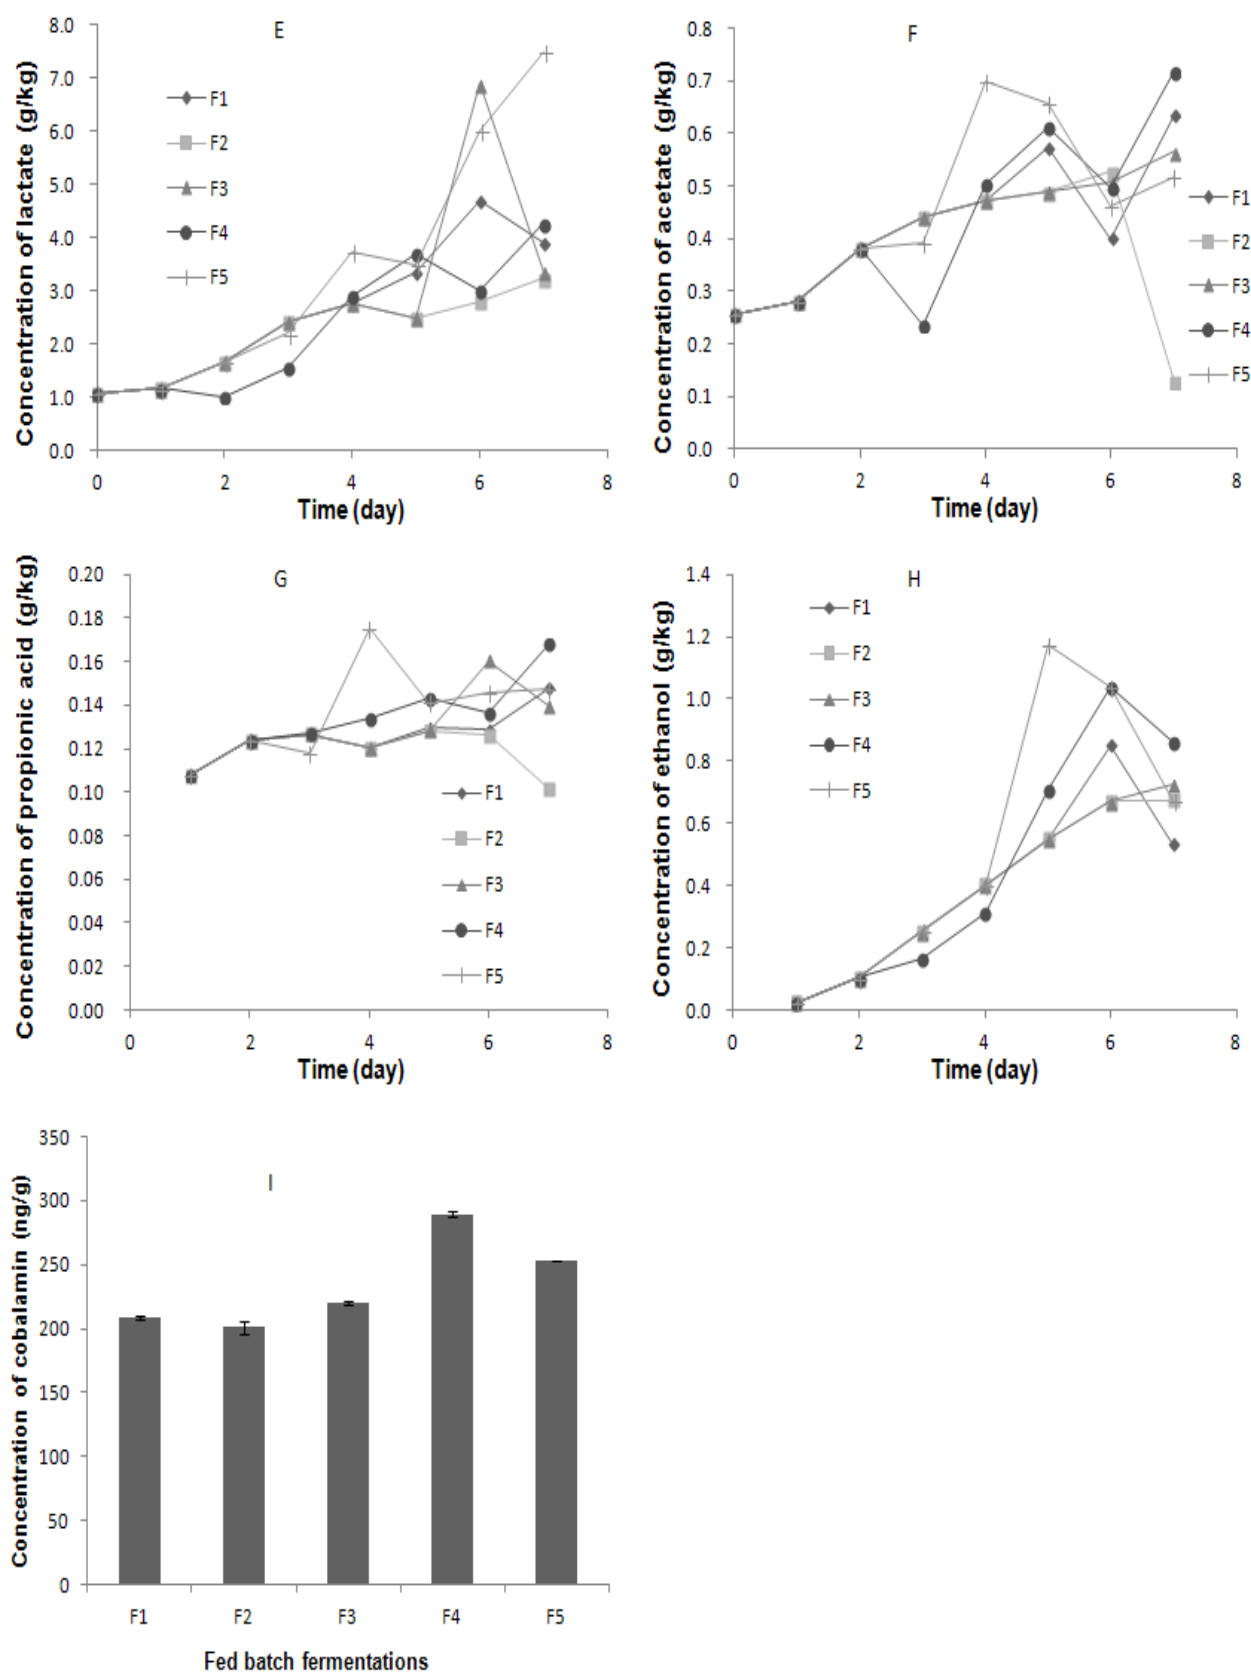 E
Concentration of lactate (g/kg)
8.0
7.0
6.0
5.0
4.0
3.0
2.0
1.0
0.0
F1
F2
F3
F4
F5
0 2 4 6 8
Time (day)
F
Concentration of acetate (g/kg)
0.8
0.7
0.6
0.5
0.4
0.3
0.2
0.1
0.0
F1
F2
F3
F4
F5
0 2 4 6 8
Time (day)
G
Concentration of propionic acid (g/kg)
0.20
0.18
0.16
0.14
0.12
0.10
0.08
0.06
0.04
0.02
0.00
F1
F2
F3
F4
F5
0 2 4 6 8
Time (day)
H
Concentration of ethanol (g/kg)
1.4
1.2
1.0
0.8
0.6
0.4
0.2
0.0
F1
F2
F3
F4
F5
0 2 4 6 8
Time (day)
I
Concentration of cobalamin (ng/g)
350
300
250
200
150
100
50
0
F1 F2 F3 F4 F5
Fed batch fermentations